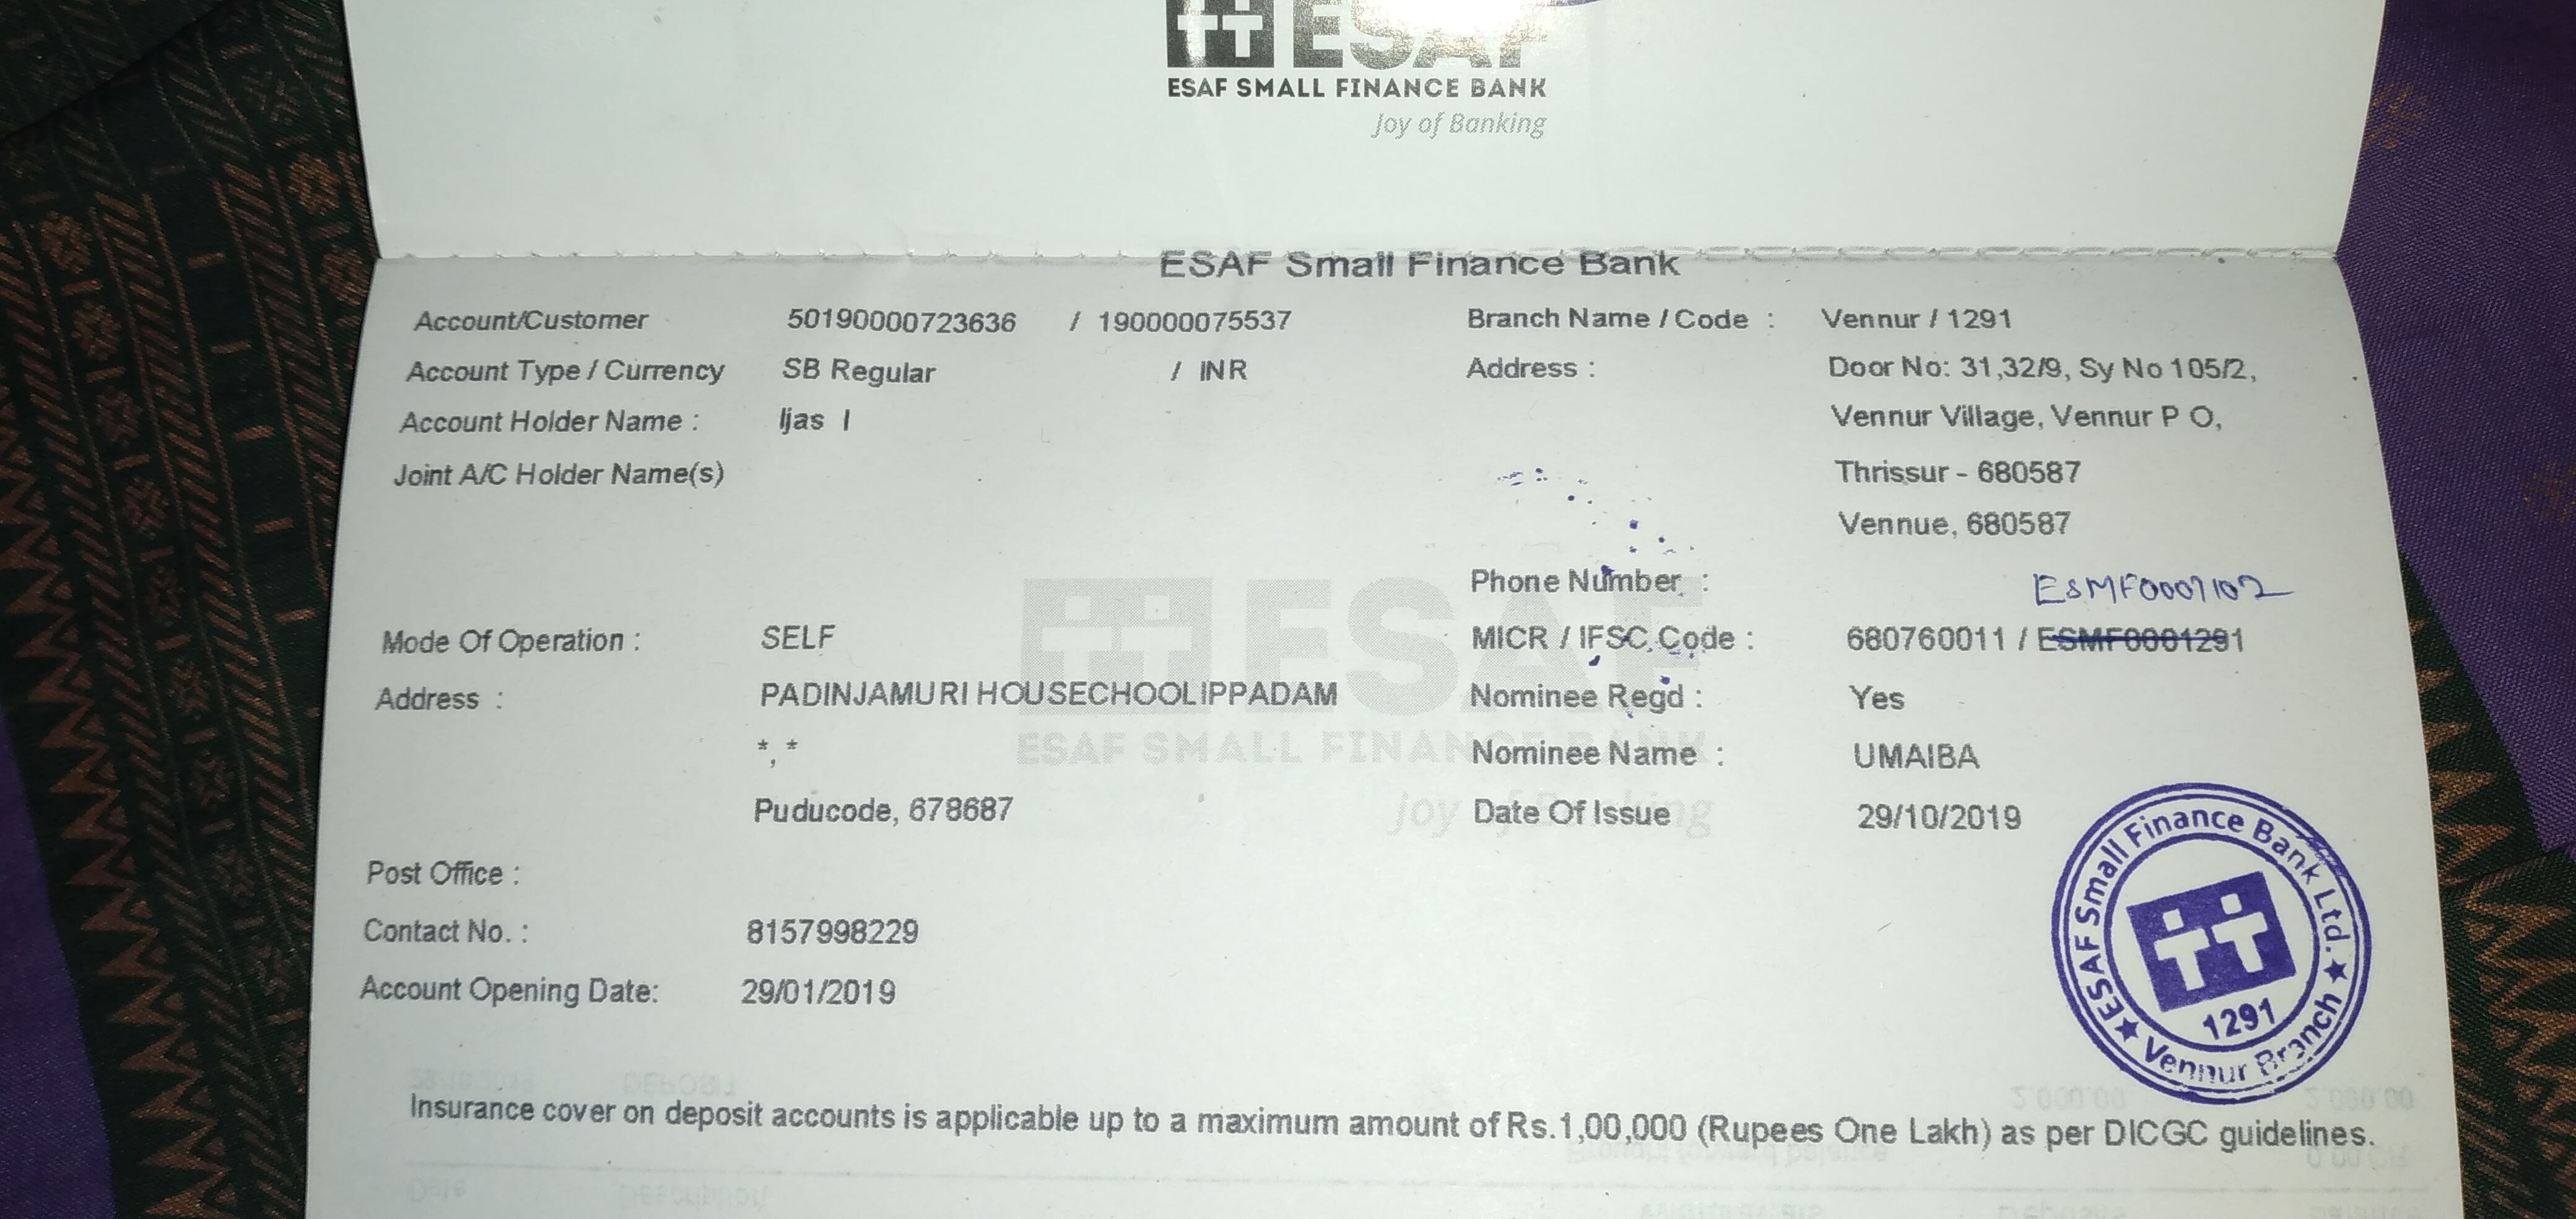 ESAF
ESAF SMALL FINANCE BANK
Joy of Banking
ESAF Small Finance Bank
Account/Customer 50190000723636 / 190000075537 Branch Name / Code : Vennur / 1291
Account Type / Currency SB Regular / INR Address : Door No: 31,32/9, Sy No 105/2,
Account Holder Name : Ijas I Vennur Village, Vennur P O,
Joint A/C Holder Name(s) Thrissur - 680587
Vennue, 680587
Phone Number :
ESMF0001102
Mode Of Operation : SELF MICR / IFSC Code : 680760011 / ESMF0001291
Address : PADINJAMURI HOUSECHOOLIPPADAM Nominee Regd : Yes
*, * Nominee Name : UMAIBA
Puducode, 678687 Date Of Issue 29/10/2019
Post Office :
Contact No. : 8157998229
Account Opening Date: 29/01/2019
ESAF SMALL FINANCE BANK
Joy of Banking
ESAF Small Finance Bank Ltd.
1291
Vennur Branch
Insurance cover on deposit accounts is applicable up to a maximum amount of Rs.1,00,000 (Rupees One Lakh) as per DICGC guidelines.